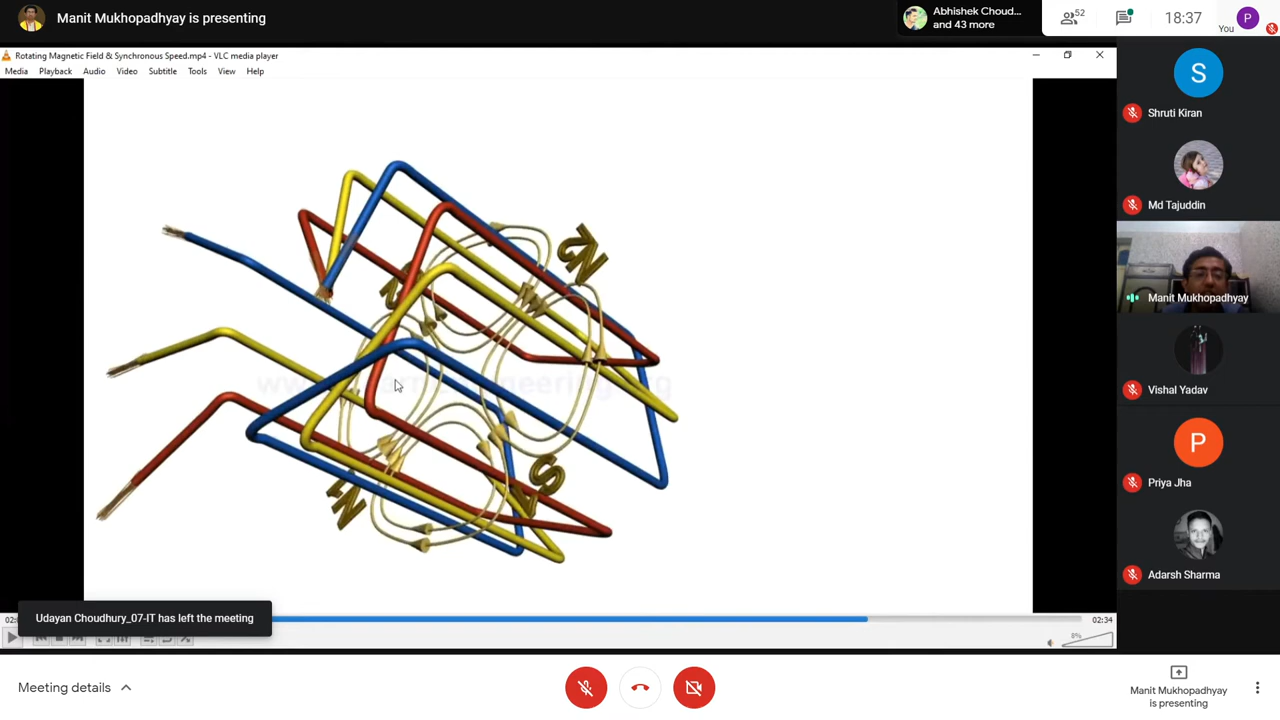 Manit Mukhopadhyay is presenting
Abhishek Choud...
and 43 more
52
18:37
P
You
Rotating Magnetic Field & Synchronous Speed.mp4 - VLC media player
Media Playback Audio Video Subtitle Tools View Help
S
Shruti Kiran
Md Tajuddin
Manit Mukhopadhyay
Vishal Yadav
P
Priya Jha
Adarsh Sharma
N
S
N
S
Udayan Choudhury_07-IT has left the meeting
02:34
8%
Meeting details
Manit Mukhopadhyay
is presenting